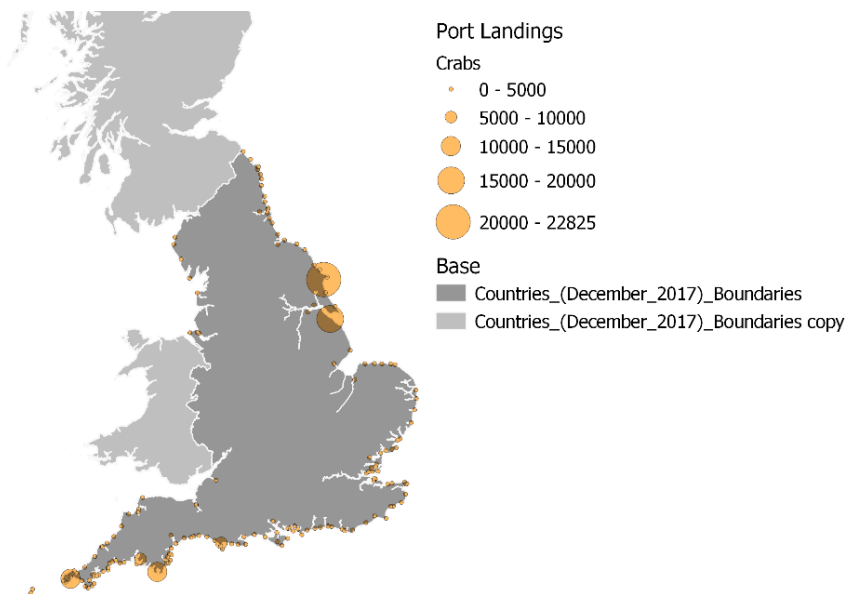 Port Landings
Crabs
0 - 5000
5000 - 10000
10000 - 15000
15000 - 20000
20000 - 22825
Base
Countries_(December_2017)_Boundaries
Countries_(December_2017)_Boundaries copy